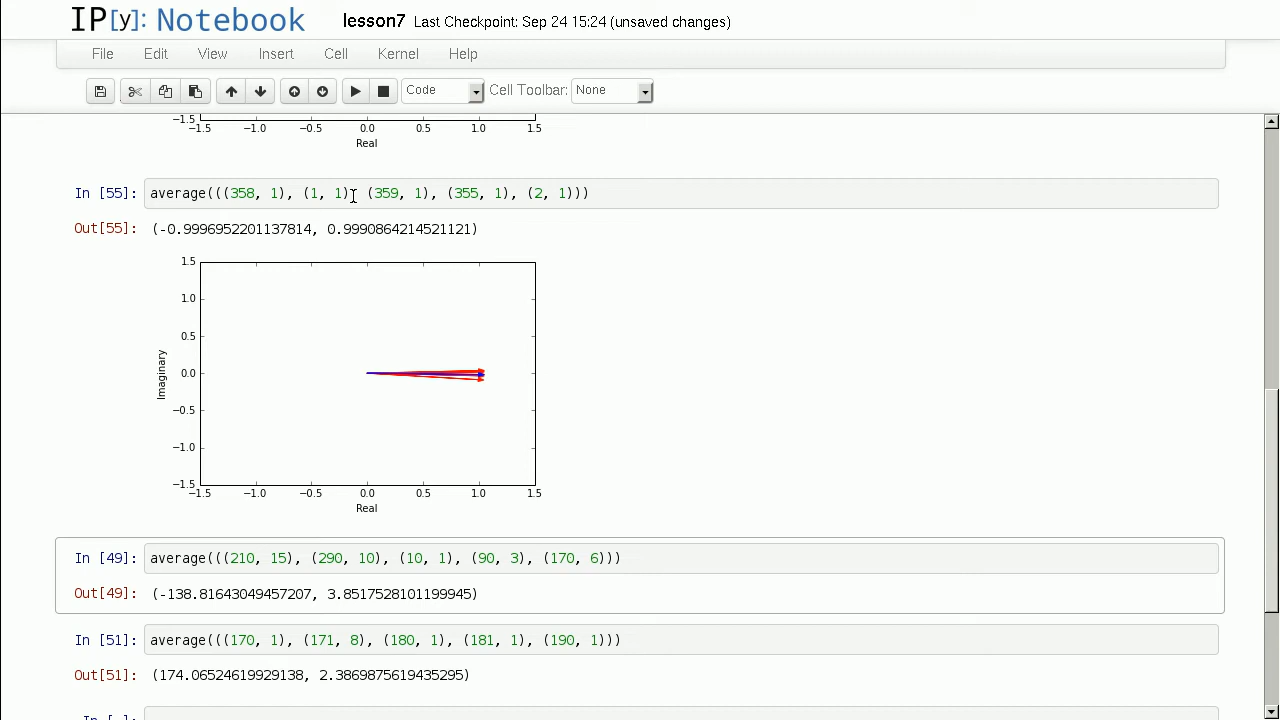 IP[y]: Notebook lesson7 Last Checkpoint: Sep 24 15:24 (unsaved changes)
File Edit View Insert Cell Kernel Help
Code Cell Toolbar: None
−1.5
−1.5 −1.0 −0.5 0.0 0.5 1.0 1.5
Real
In [55]: average(((358, 1), (1, 1), (359, 1), (355, 1), (2, 1)))
Out[55]: (-0.9996952201137814, 0.9990864214521121)
1.5
1.0
0.5
0.0
−0.5
−1.0
−1.5
Imaginary
−1.5 −1.0 −0.5 0.0 0.5 1.0 1.5
Real
In [49]: average(((210, 15), (290, 10), (10, 1), (90, 3), (170, 6)))
Out[49]: (-138.81643049457207, 3.8517528101199945)
In [51]: average(((170, 1), (171, 8), (180, 1), (181, 1), (190, 1)))
Out[51]: (174.06524619929138, 2.3869875619435295)
In [ ]: